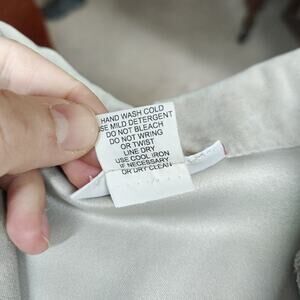 HAND WASH COLD
USE MILD DETERGENT
DO NOT BLEACH
DO NOT WRING
OR TWIST
LINE DRY
USE COOL IRON
IF NECESSARY
OR DRY CLEAN